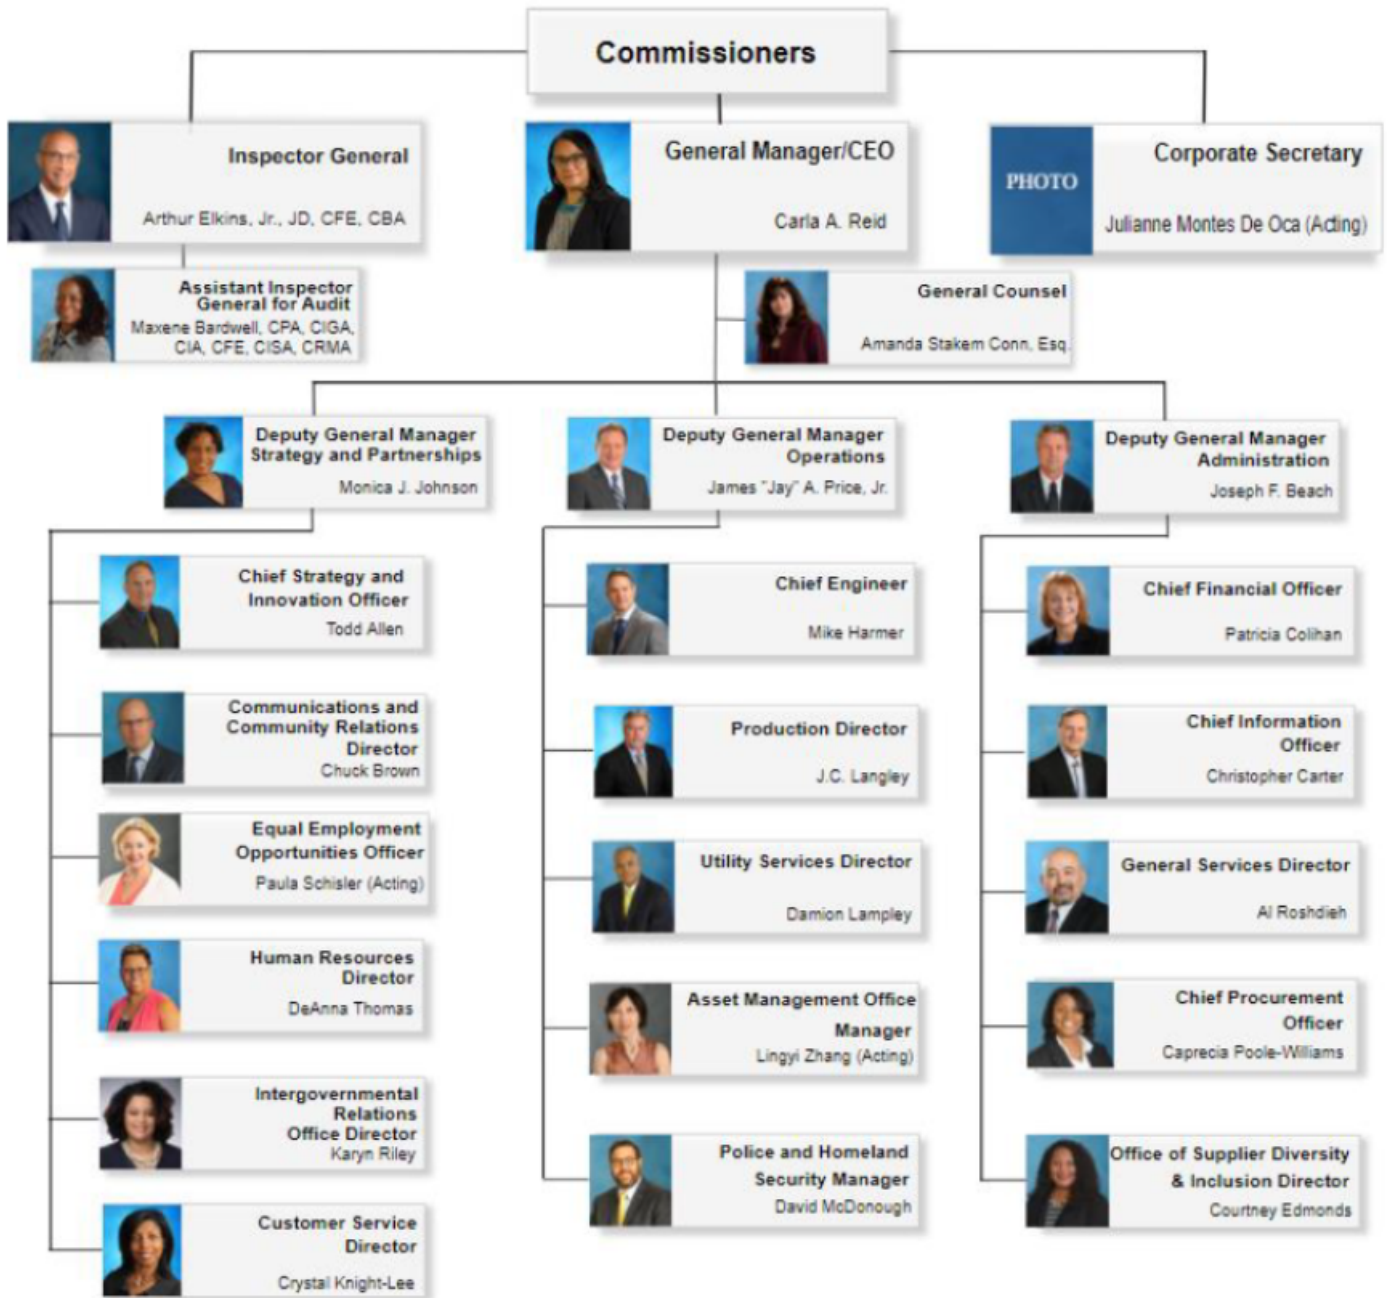 Commissioners
Inspector General
Arthur Elkins, Jr., JD, CFE, CBA
General Manager/CEO
Carla A. Reid
PHOTO
Corporate Secretary
Julianne Montes De Oca (Acting)
Assistant Inspector
General for Audit
Maxene Bardwell, CPA, CIGA,
CIA, CFE, CISA, CRMA
General Counsel
Amanda Stakem Conn, Esq.
Deputy General Manager
Strategy and Partnerships
Monica J. Johnson
Deputy General Manager
Operations
James "Jay" A. Price, Jr.
Deputy General Manager
Administration
Joseph F. Beach
Chief Strategy and
Innovation Officer
Todd Allen
Communications and
Community Relations
Director
Chuck Brown
Equal Employment
Opportunities Officer
Paula Schisler (Acting)
Human Resources
Director
DeAnna Thomas
Intergovernmental
Relations
Office Director
Karyn Riley
Customer Service
Director
Crystal Knight-Lee
Chief Engineer
Mike Harmer
Production Director
J.C. Langley
Utility Services Director
Damion Lampley
Asset Management Office
Manager
Lingyi Zhang (Acting)
Police and Homeland
Security Manager
David McDonough
Chief Financial Officer
Patricia Colihan
Chief Information
Officer
Christopher Carter
General Services Director
Al Roshdieh
Chief Procurement
Officer
Caprecia Poole-Williams
Office of Supplier Diversity
& Inclusion Director
Courtney Edmonds